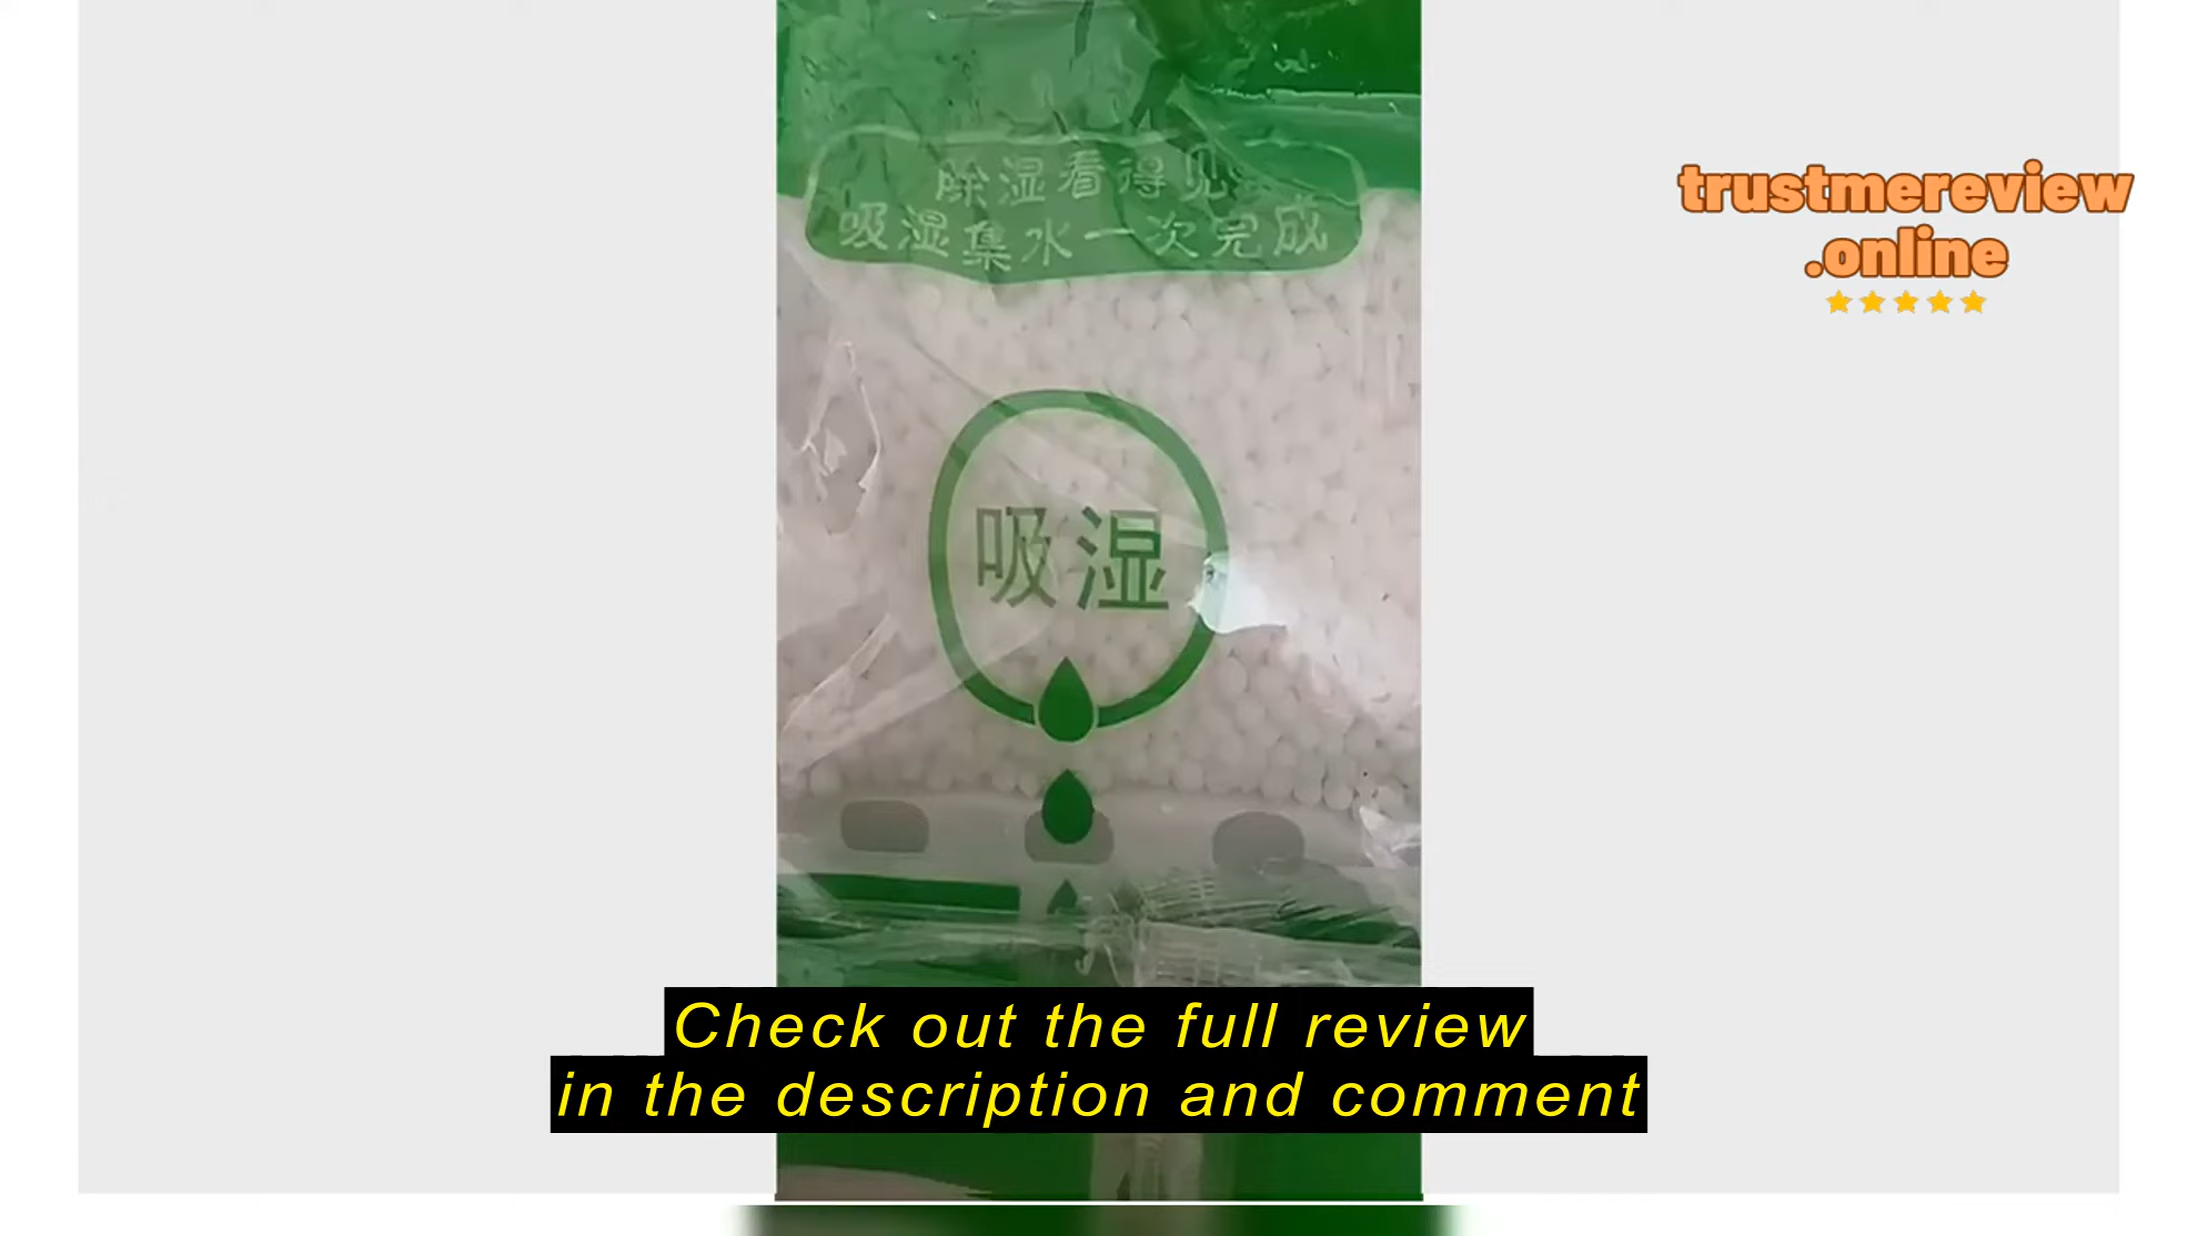 除湿看得见
吸湿集水一次完成
trustmereview
.online
吸湿
Check out the full review
in the description and comment